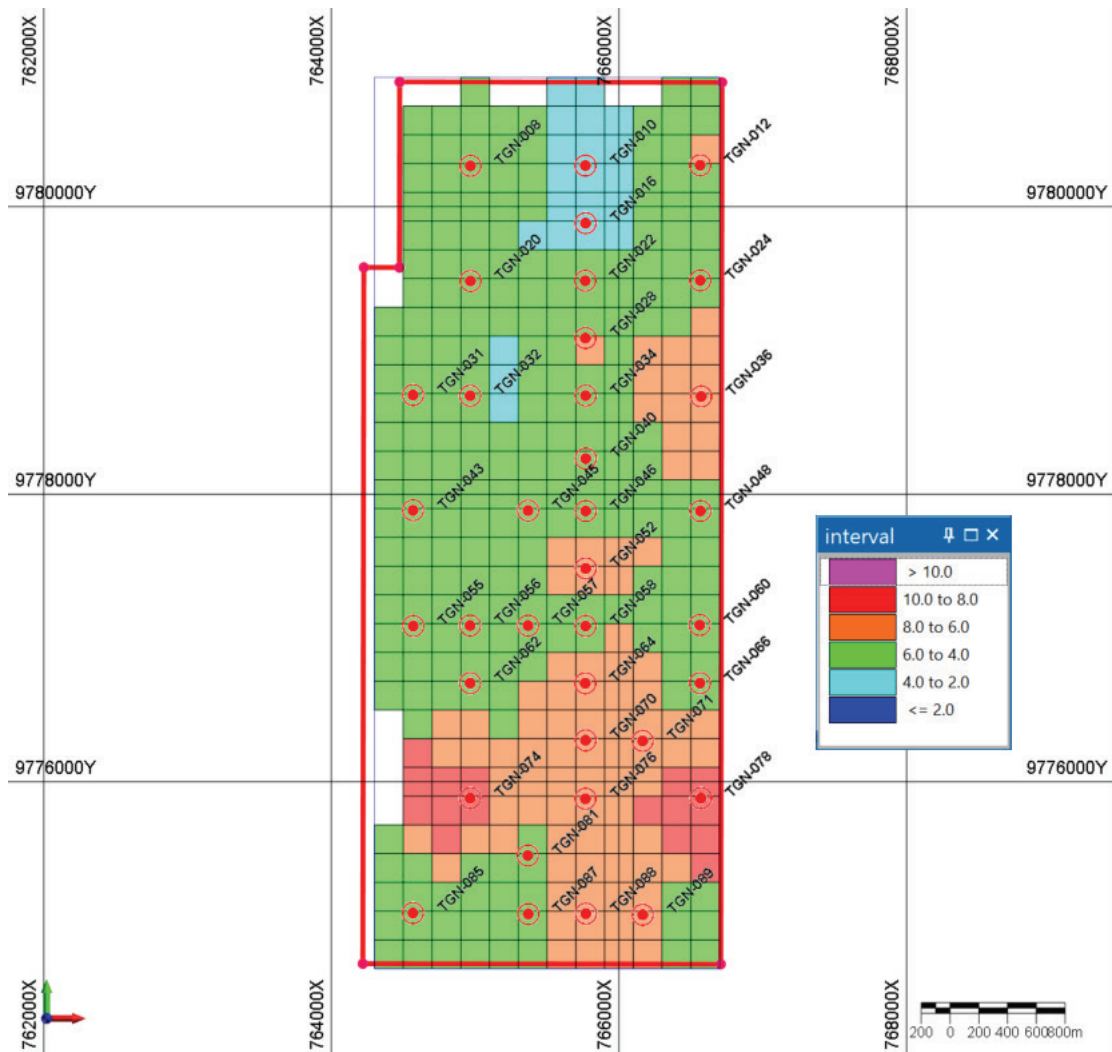 762000X
764000X
766000X
768000X
TGN-008
TGN-010
TGN-012
9780000Y
9780000Y
TGN-016
TGN-020
TGN-022
TGN-024
TGN-028
TGN-031
TGN-032
TGN-034
TGN-036
TGN-040
9778000Y
9778000Y
TGN-043
TGN-045
TGN-046
TGN-048
TGN-052
interval
> 10.0
10.0 to 8.0
8.0 to 6.0
6.0 to 4.0
4.0 to 2.0
<= 2.0
TGN-055
TGN-056
TGN-057
TGN-058
TGN-060
TGN-062
TGN-064
TGN-066
TGN-070
TGN-071
9776000Y
9776000Y
TGN-074
TGN-076
TGN-078
TGN-081
TGN-085
TGN-087
TGN-088
TGN-089
762000X
764000X
766000X
768000X
200 0 200 400 600800m